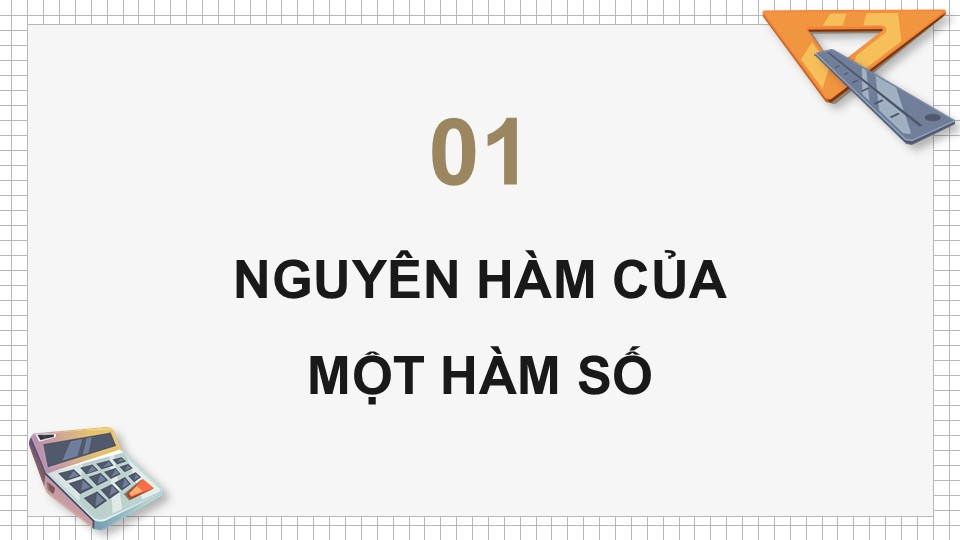 01
NGUYÊN HÀM CỦA
MỘT HÀM SỐ